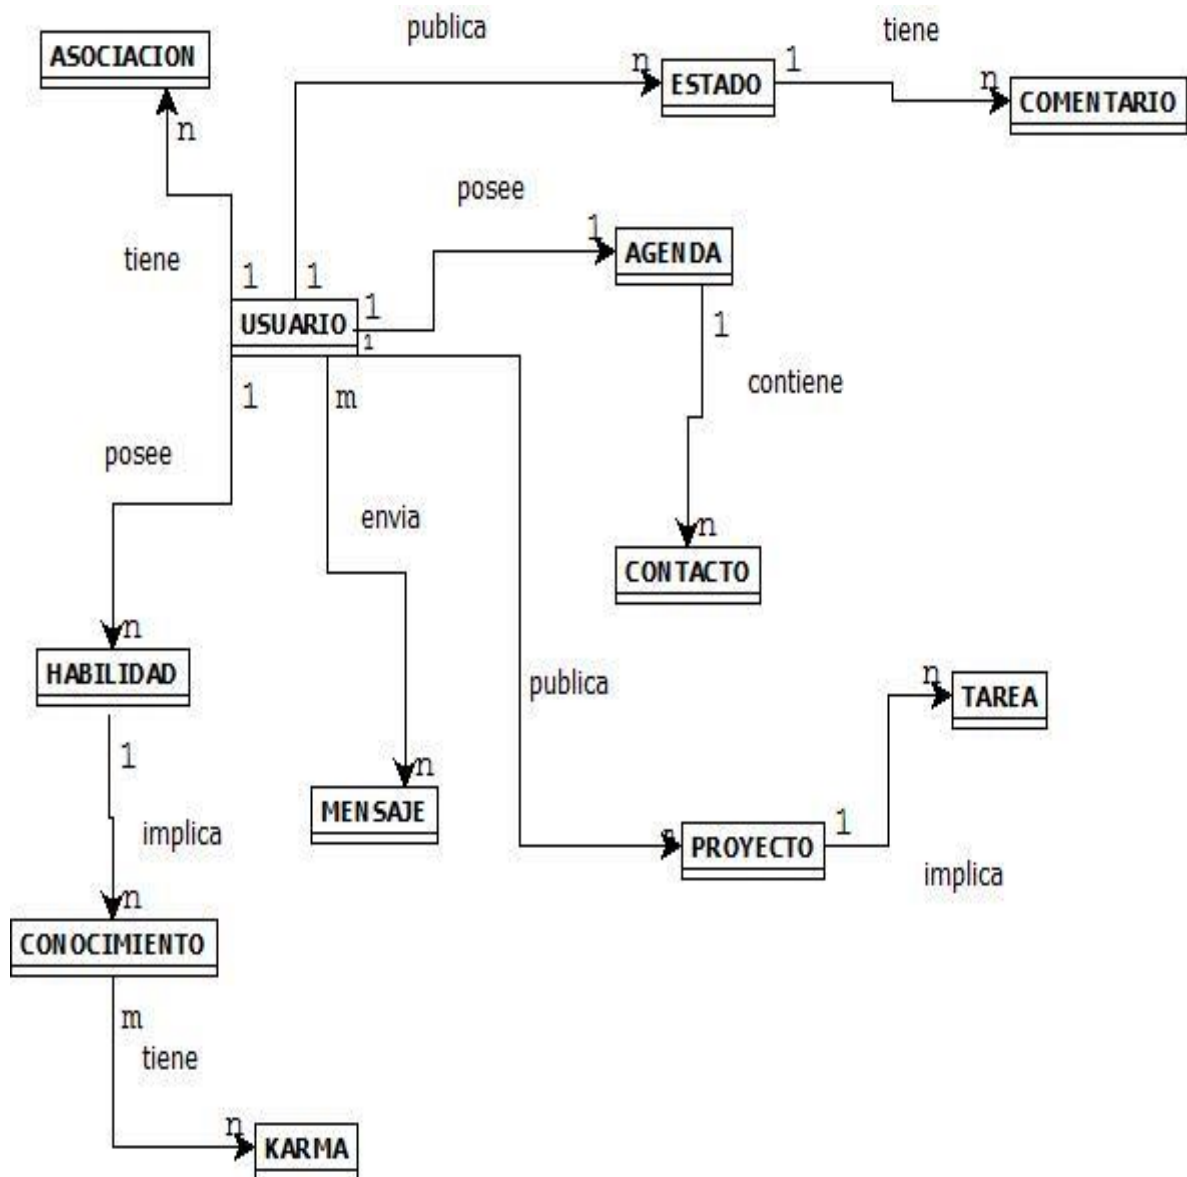 publica
tiene
ASOCIACION
n
ESTADO
1
n
COMENTARIO
n
posee
1
AGENDA
tiene
1
1
1
USUARIO
1
1
1
m
contiene
posee
envia
n
CONTACTO
n
HABILIDAD
publica
n
TAREA
1
n
MENSAJE
implica
n
PROYECTO
1
implica
n
CONOCIMIENTO
m
tiene
n
KARMA